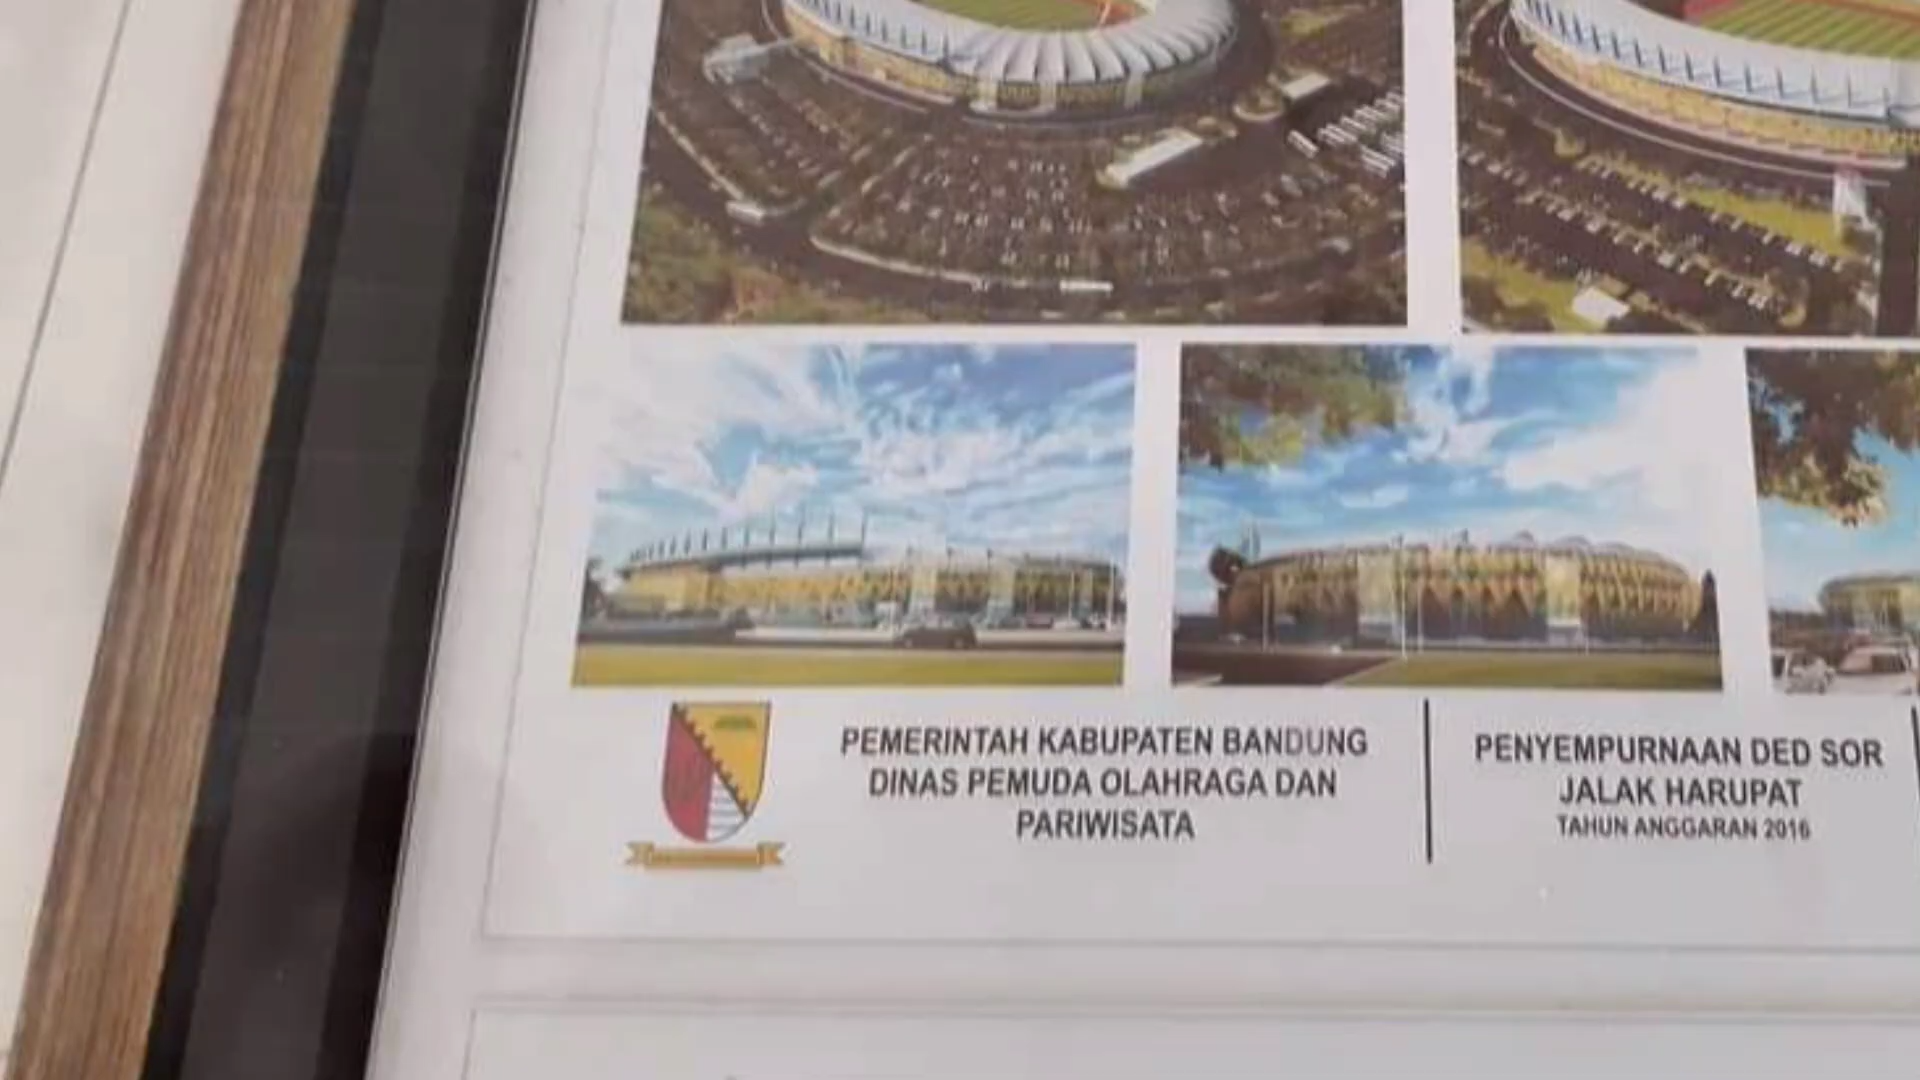 PEMERINTAH KABUPATEN BANDUNG
DINAS PEMUDA OLAHRAGA DAN
PARIWISATA
PENYEMPURNAAN DED SOR
JALAK HARUPAT
TAHUN ANGGARAN 2016